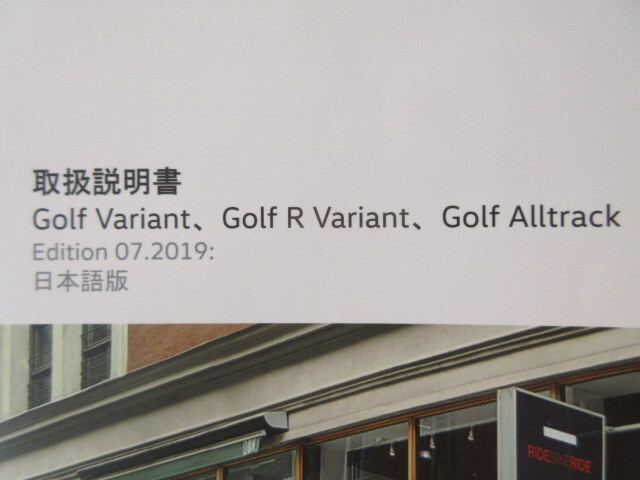 取扱説明書
Golf Variant、Golf R Variant、Golf Alltrack
Edition 07.2019:
日本語版
RIDEBIKERIDE